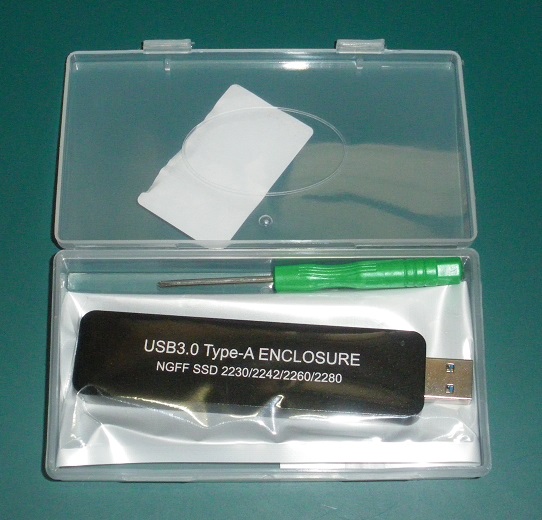 USB3.0 Type-A ENCLOSURE
NGFF SSD 2230/2242/2260/2280